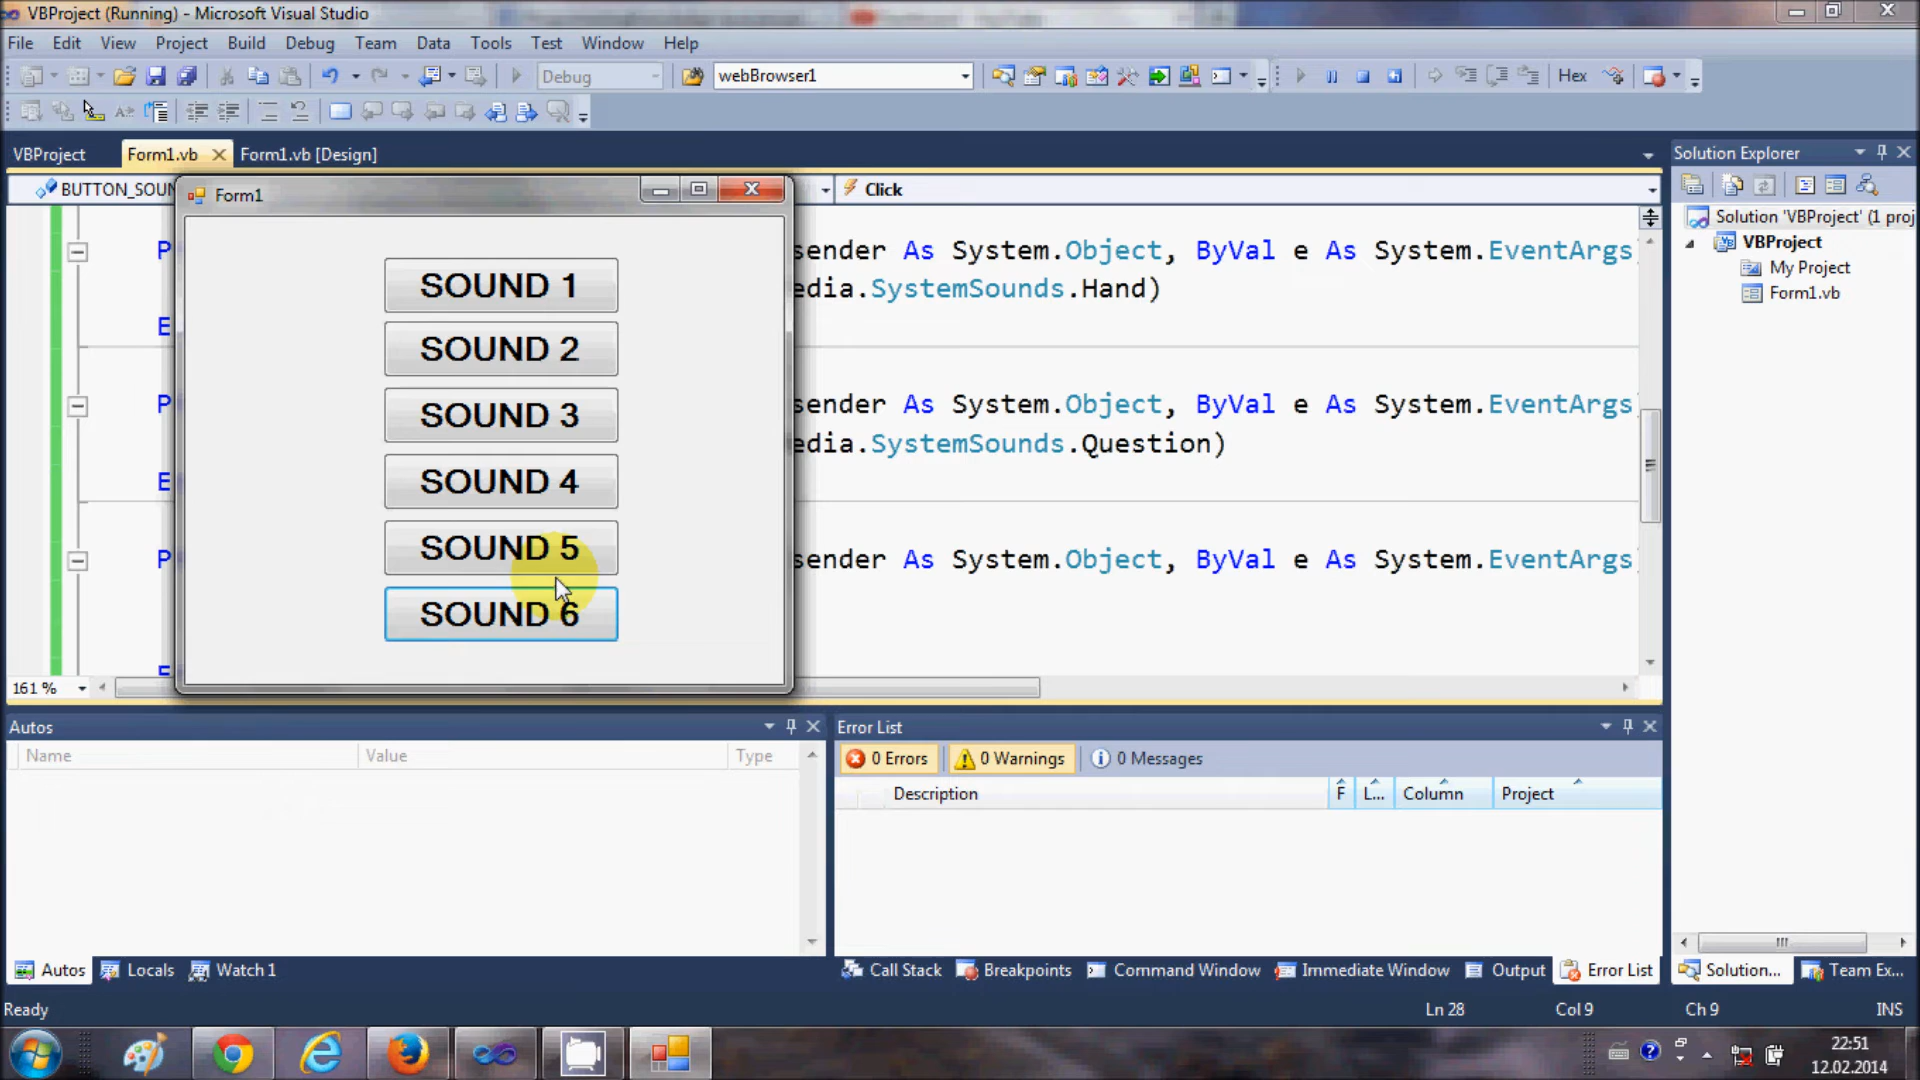 VBProject (Running) - Microsoft Visual Studio
File Edit View Project Build Debug Team Data Tools Test Window Help
Debug webBrowser1 Hex
VBProject Form1.vb Form1.vb [Design]
BUTTON_SOUN Click
Form1
SOUND 1
SOUND 2
SOUND 3
SOUND 4
SOUND 5
SOUND 6
P sender As System.Object, ByVal e As System.EventArgs
edia.SystemSounds.Hand)
E
P sender As System.Object, ByVal e As System.EventArgs
edia.SystemSounds.Question)
E
P sender As System.Object, ByVal e As System.EventArgs
E
161 %
Solution Explorer
Solution 'VBProject' (1 proj
VBProject
My Project
Form1.vb
Autos
Name Value Type
Error List
0 Errors 0 Warnings 0 Messages
Description F L... Column Project
Autos Locals Watch 1
Call Stack Breakpoints Command Window Immediate Window Output Error List
Solution... Team Ex...
Ready Ln 28 Col 9 Ch 9 INS
22:51
12.02.2014